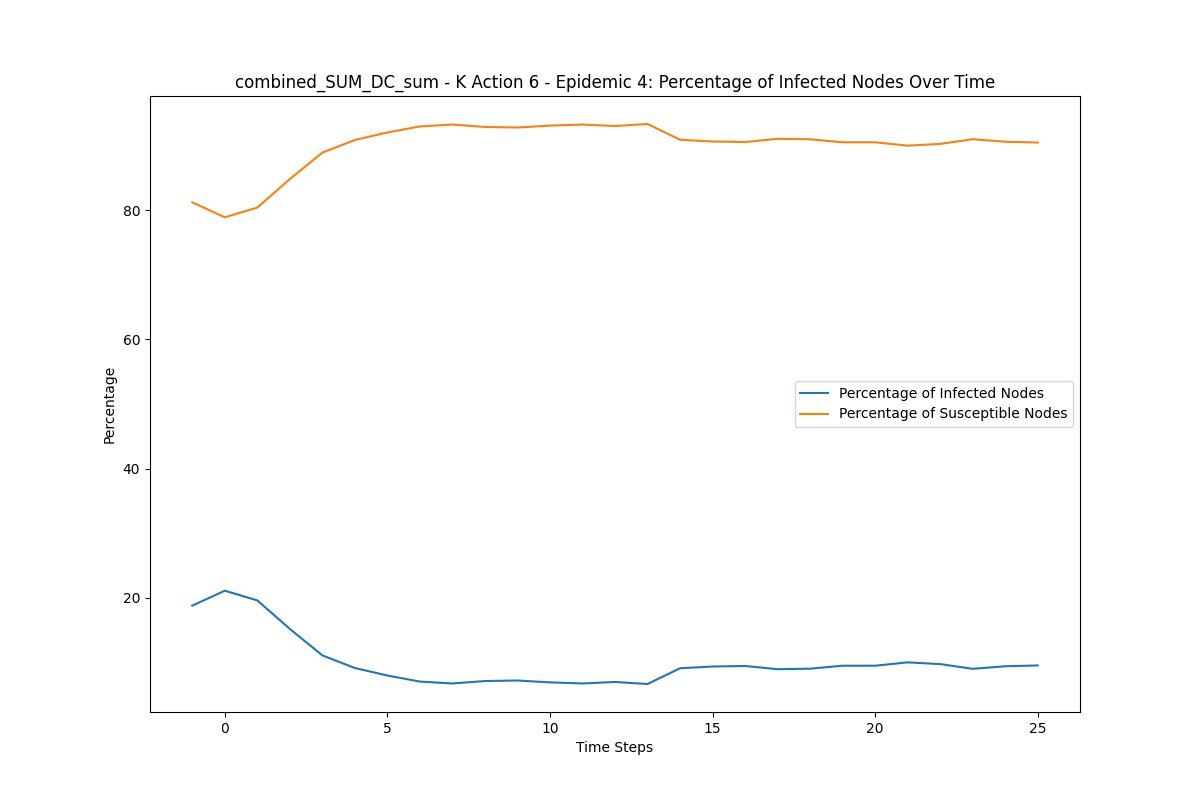 combined_SUM_DC_sum - K Action 6 - Epidemic 4: Percentage of Infected Nodes Over Time
Percentage
80
60
40
20
Percentage of Infected Nodes
Percentage of Susceptible Nodes
0 5 10 15 20 25
Time Steps